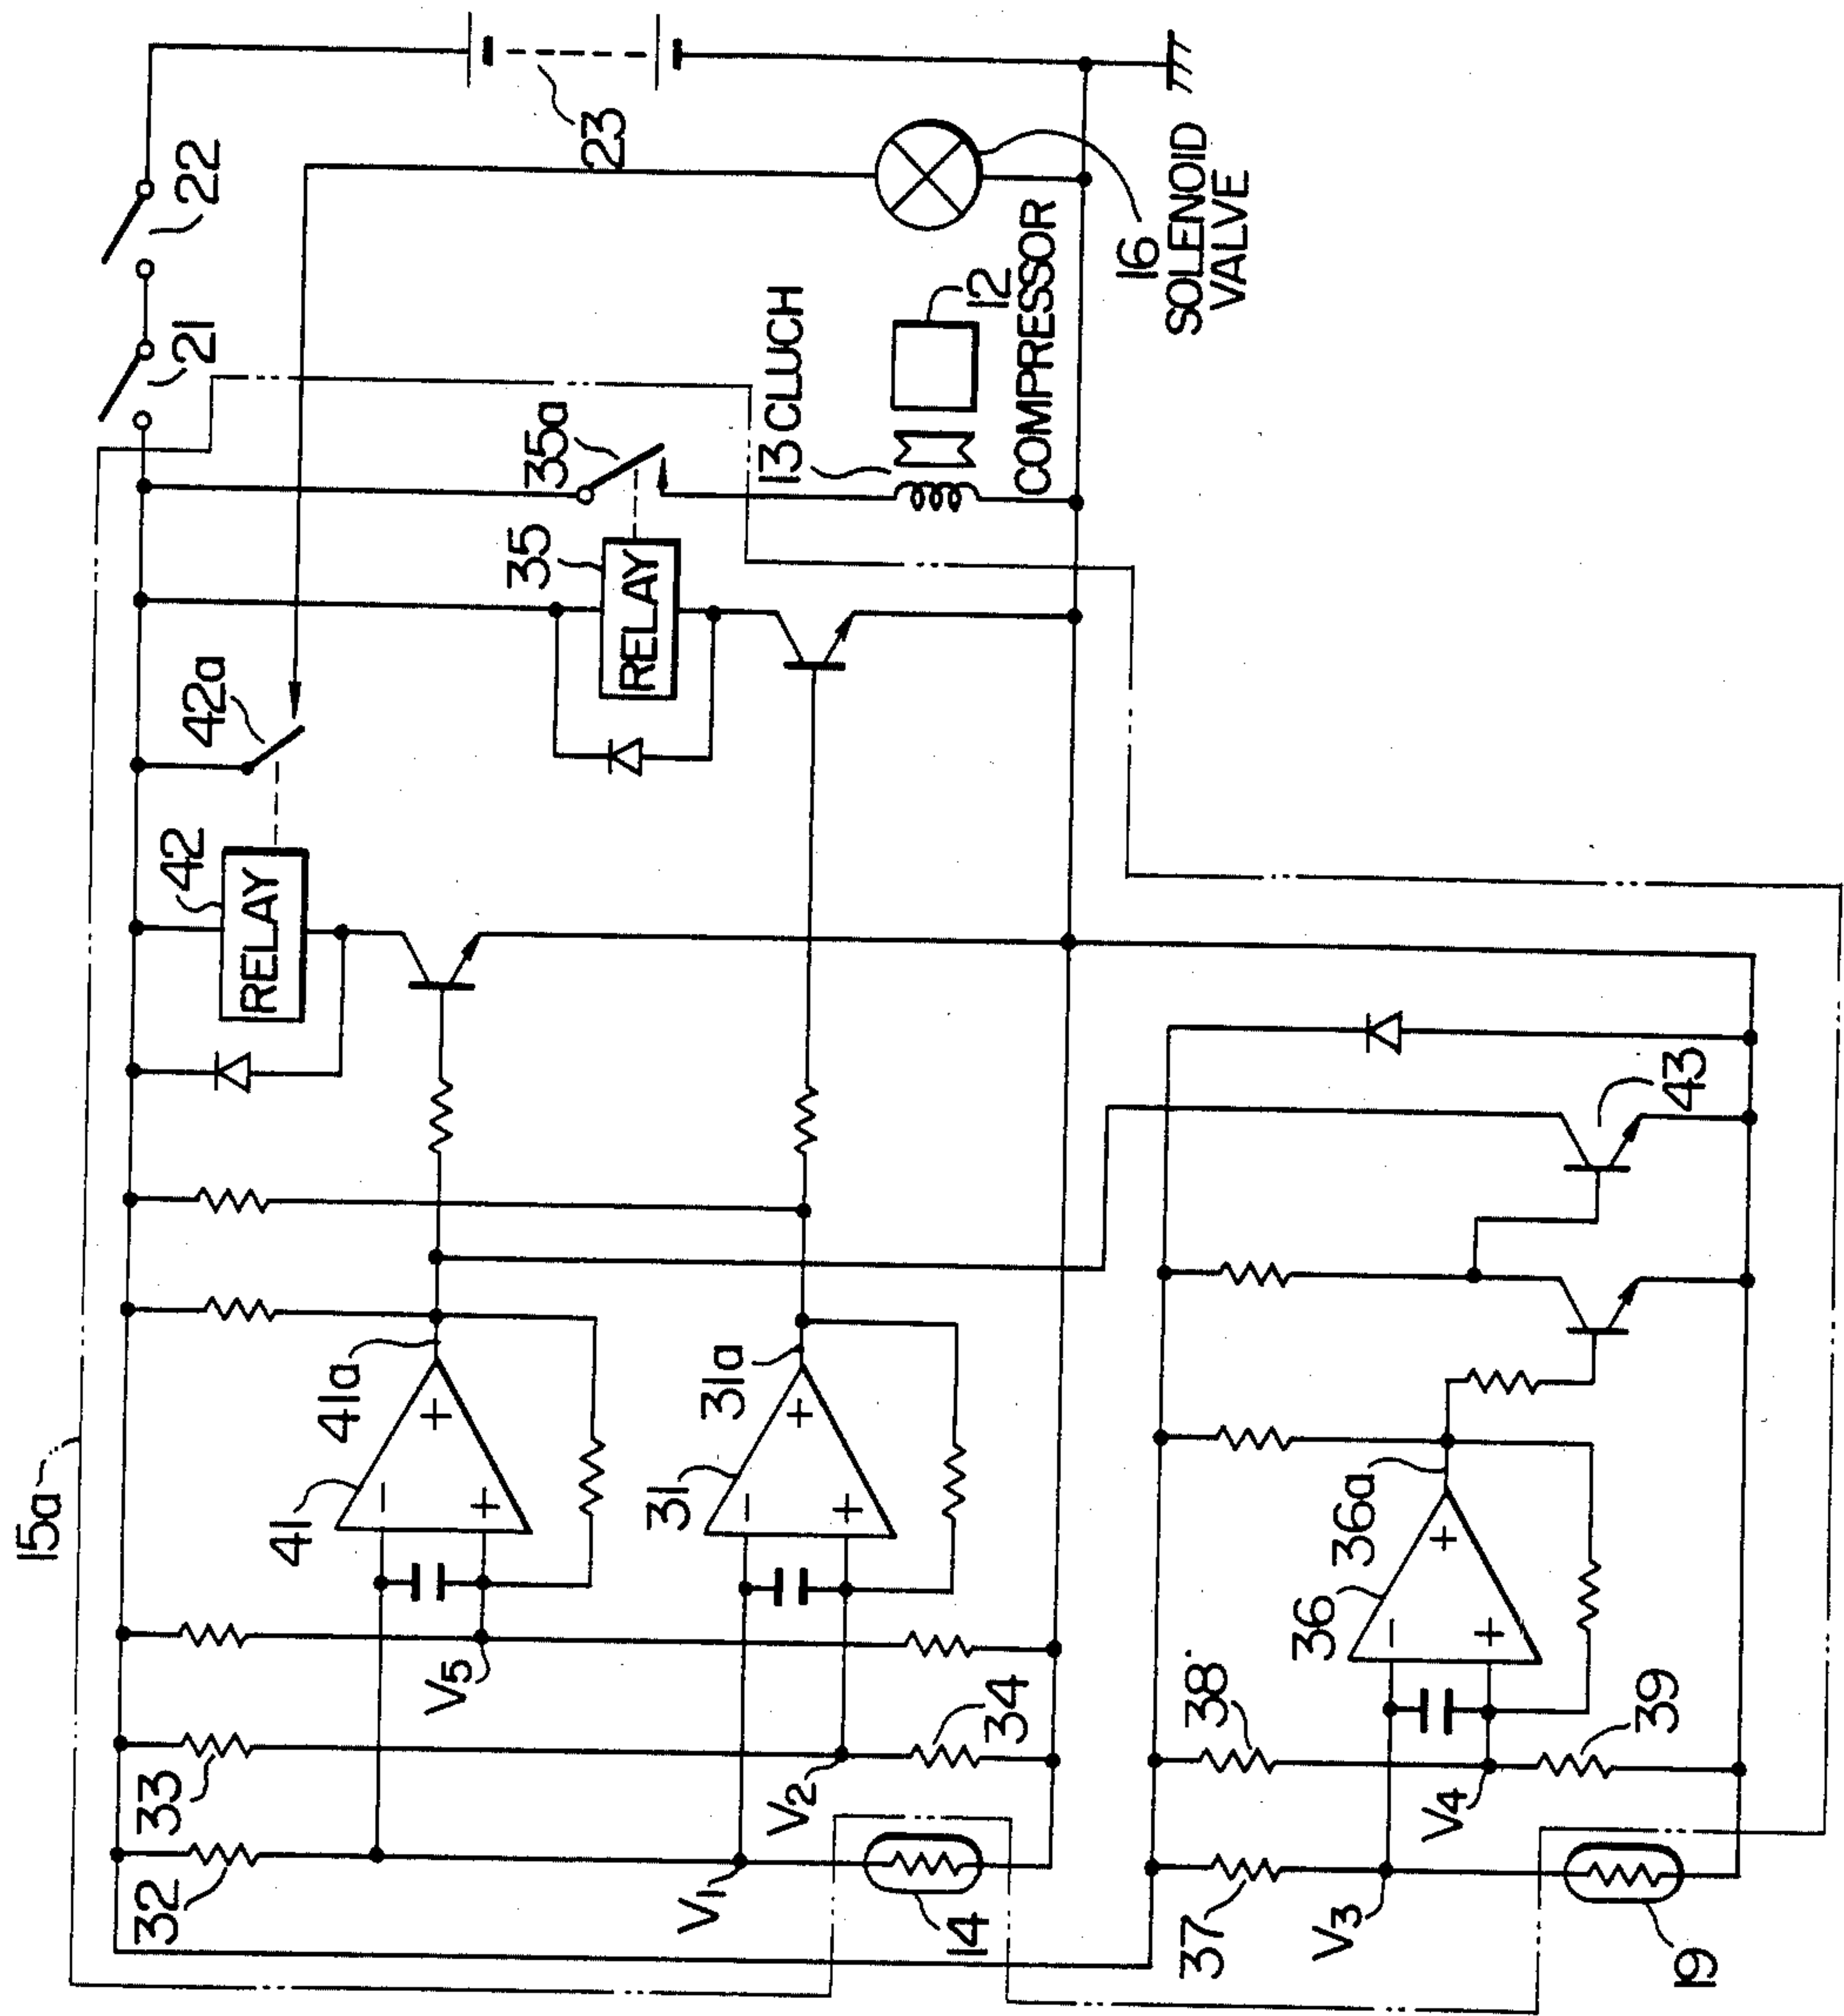 15a
22
21
23
42a
42
RELAY
35a
35
RELAY
13 CLUCH
12
COMPRESSOR
16
SOLENOID
VALVE
41
41a
−
+
+
31
31a
−
+
+
V5
33
32
V2
34
V1
14
36
36a
−
+
+
43
38
39
37
V4
V3
19